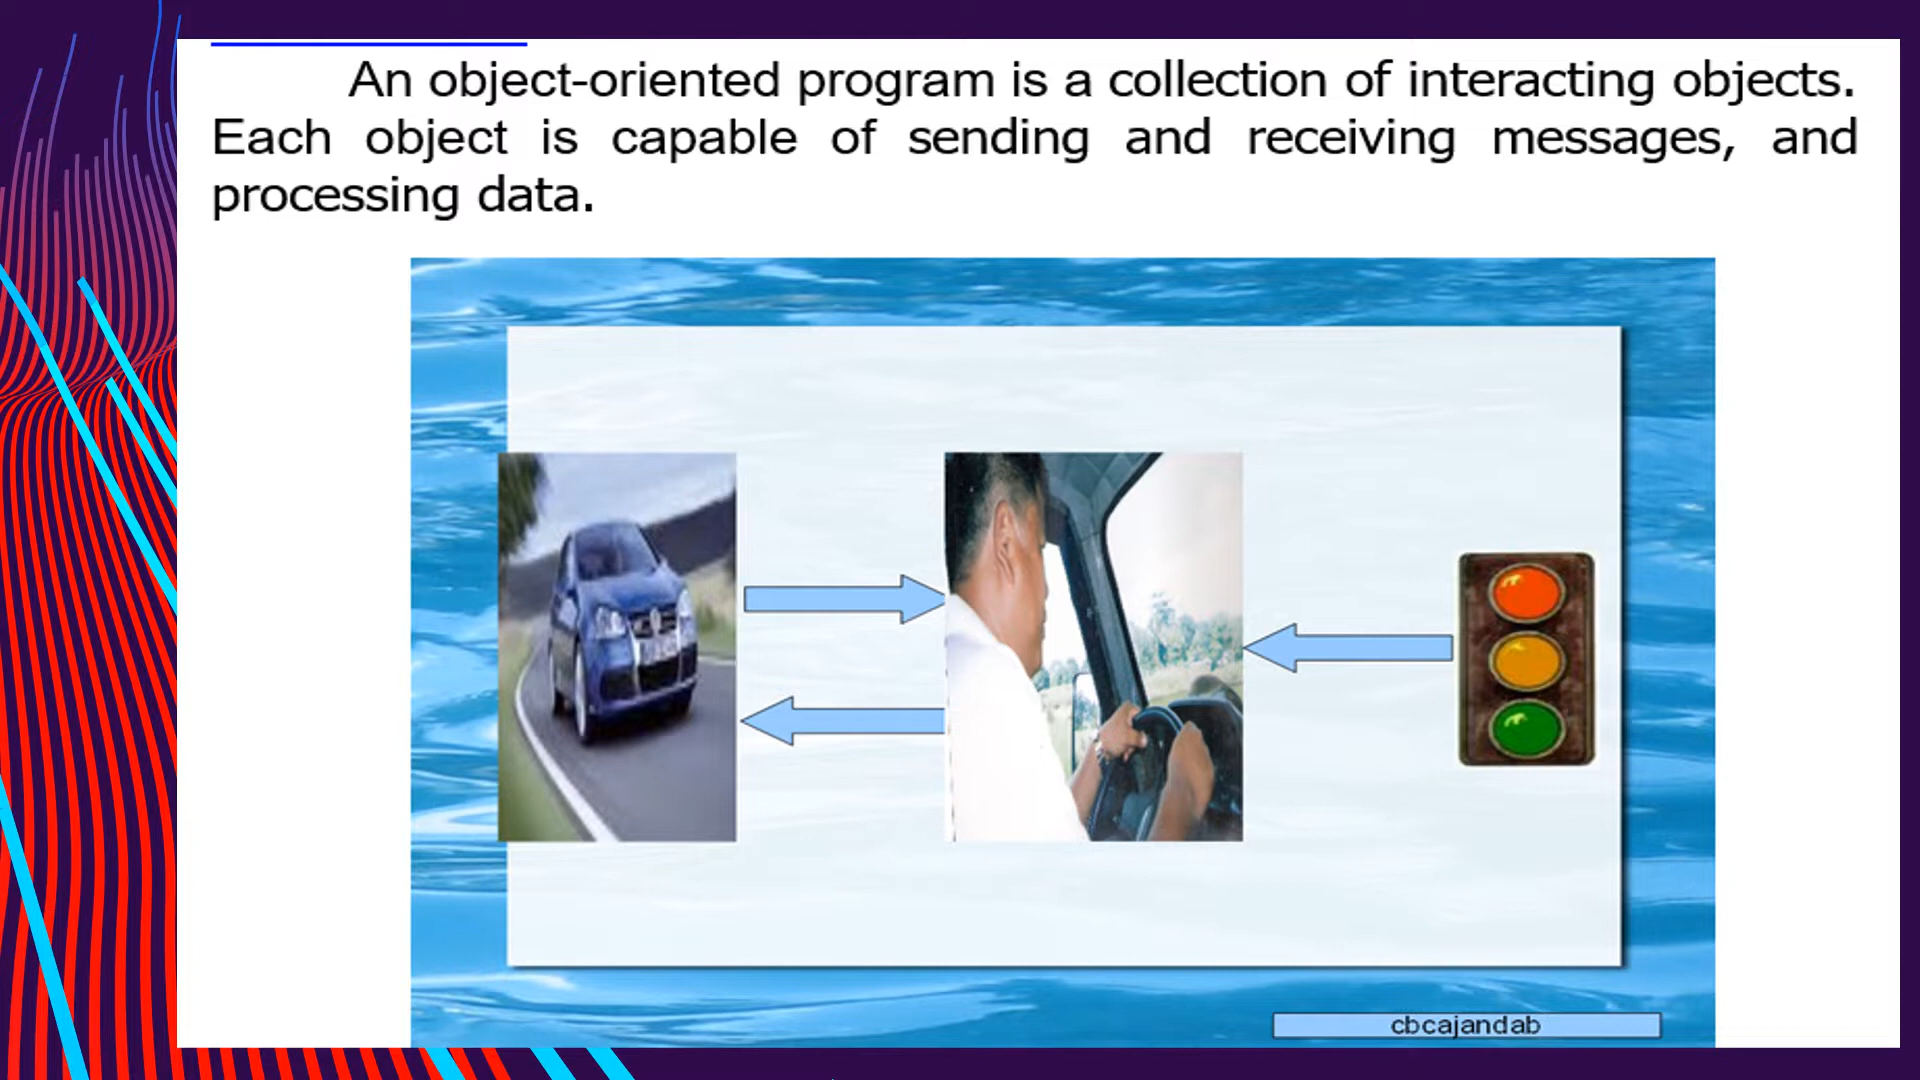 An object-oriented program is a collection of interacting objects.
Each object is capable of sending and receiving messages, and
processing data.
cbcajandab